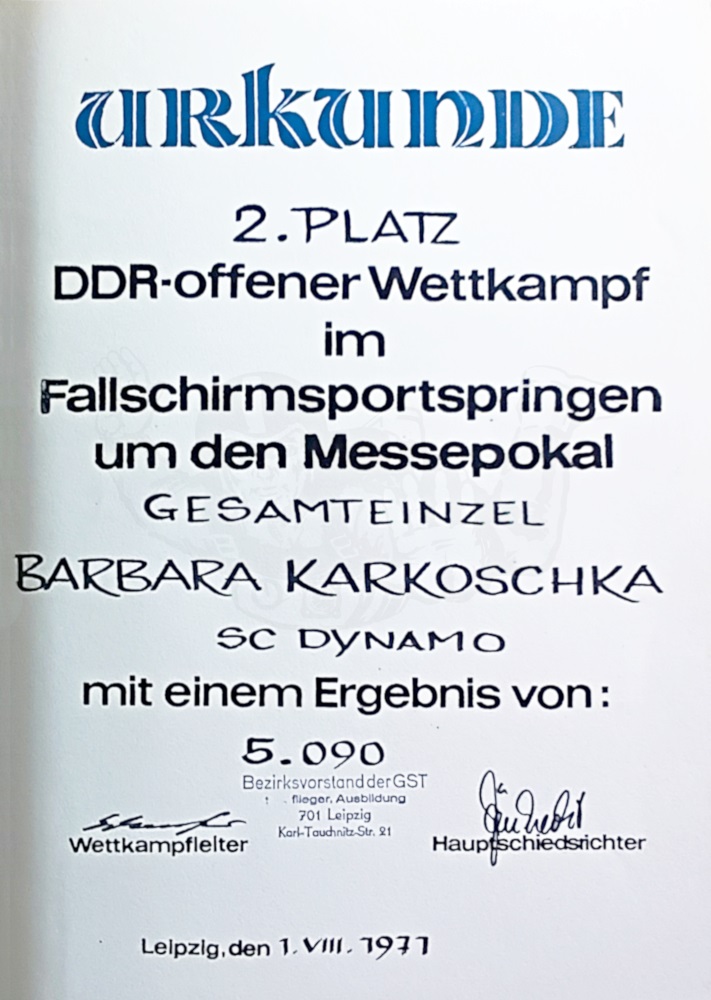 URKUNDE
2. PLATZ
DDR-offener Wettkampf
im
Fallschirmsportspringen
um den Messepokal
GESAMTEINZEL
BARBARA KARKOSCHKA
SC DYNAMO
mit einem Ergebnis von:
5.090
Bezirksvorstand der GST
flieger. Ausbildung
701 Leipzig
Karl-Tauchnitz-Str. 21
Wettkampfleiter
Hauptschiedsrichter
Leipzig, den 1. VIII. 1977